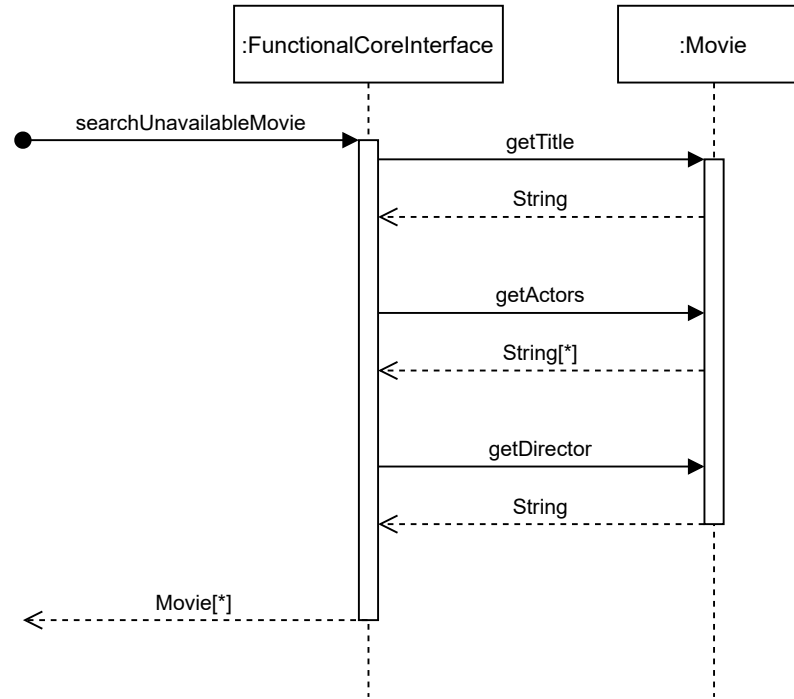 :FunctionalCoreInterface
:Movie
searchUnavailableMovie
getTitle
String
getActors
String[*]
getDirector
String
Movie[*]